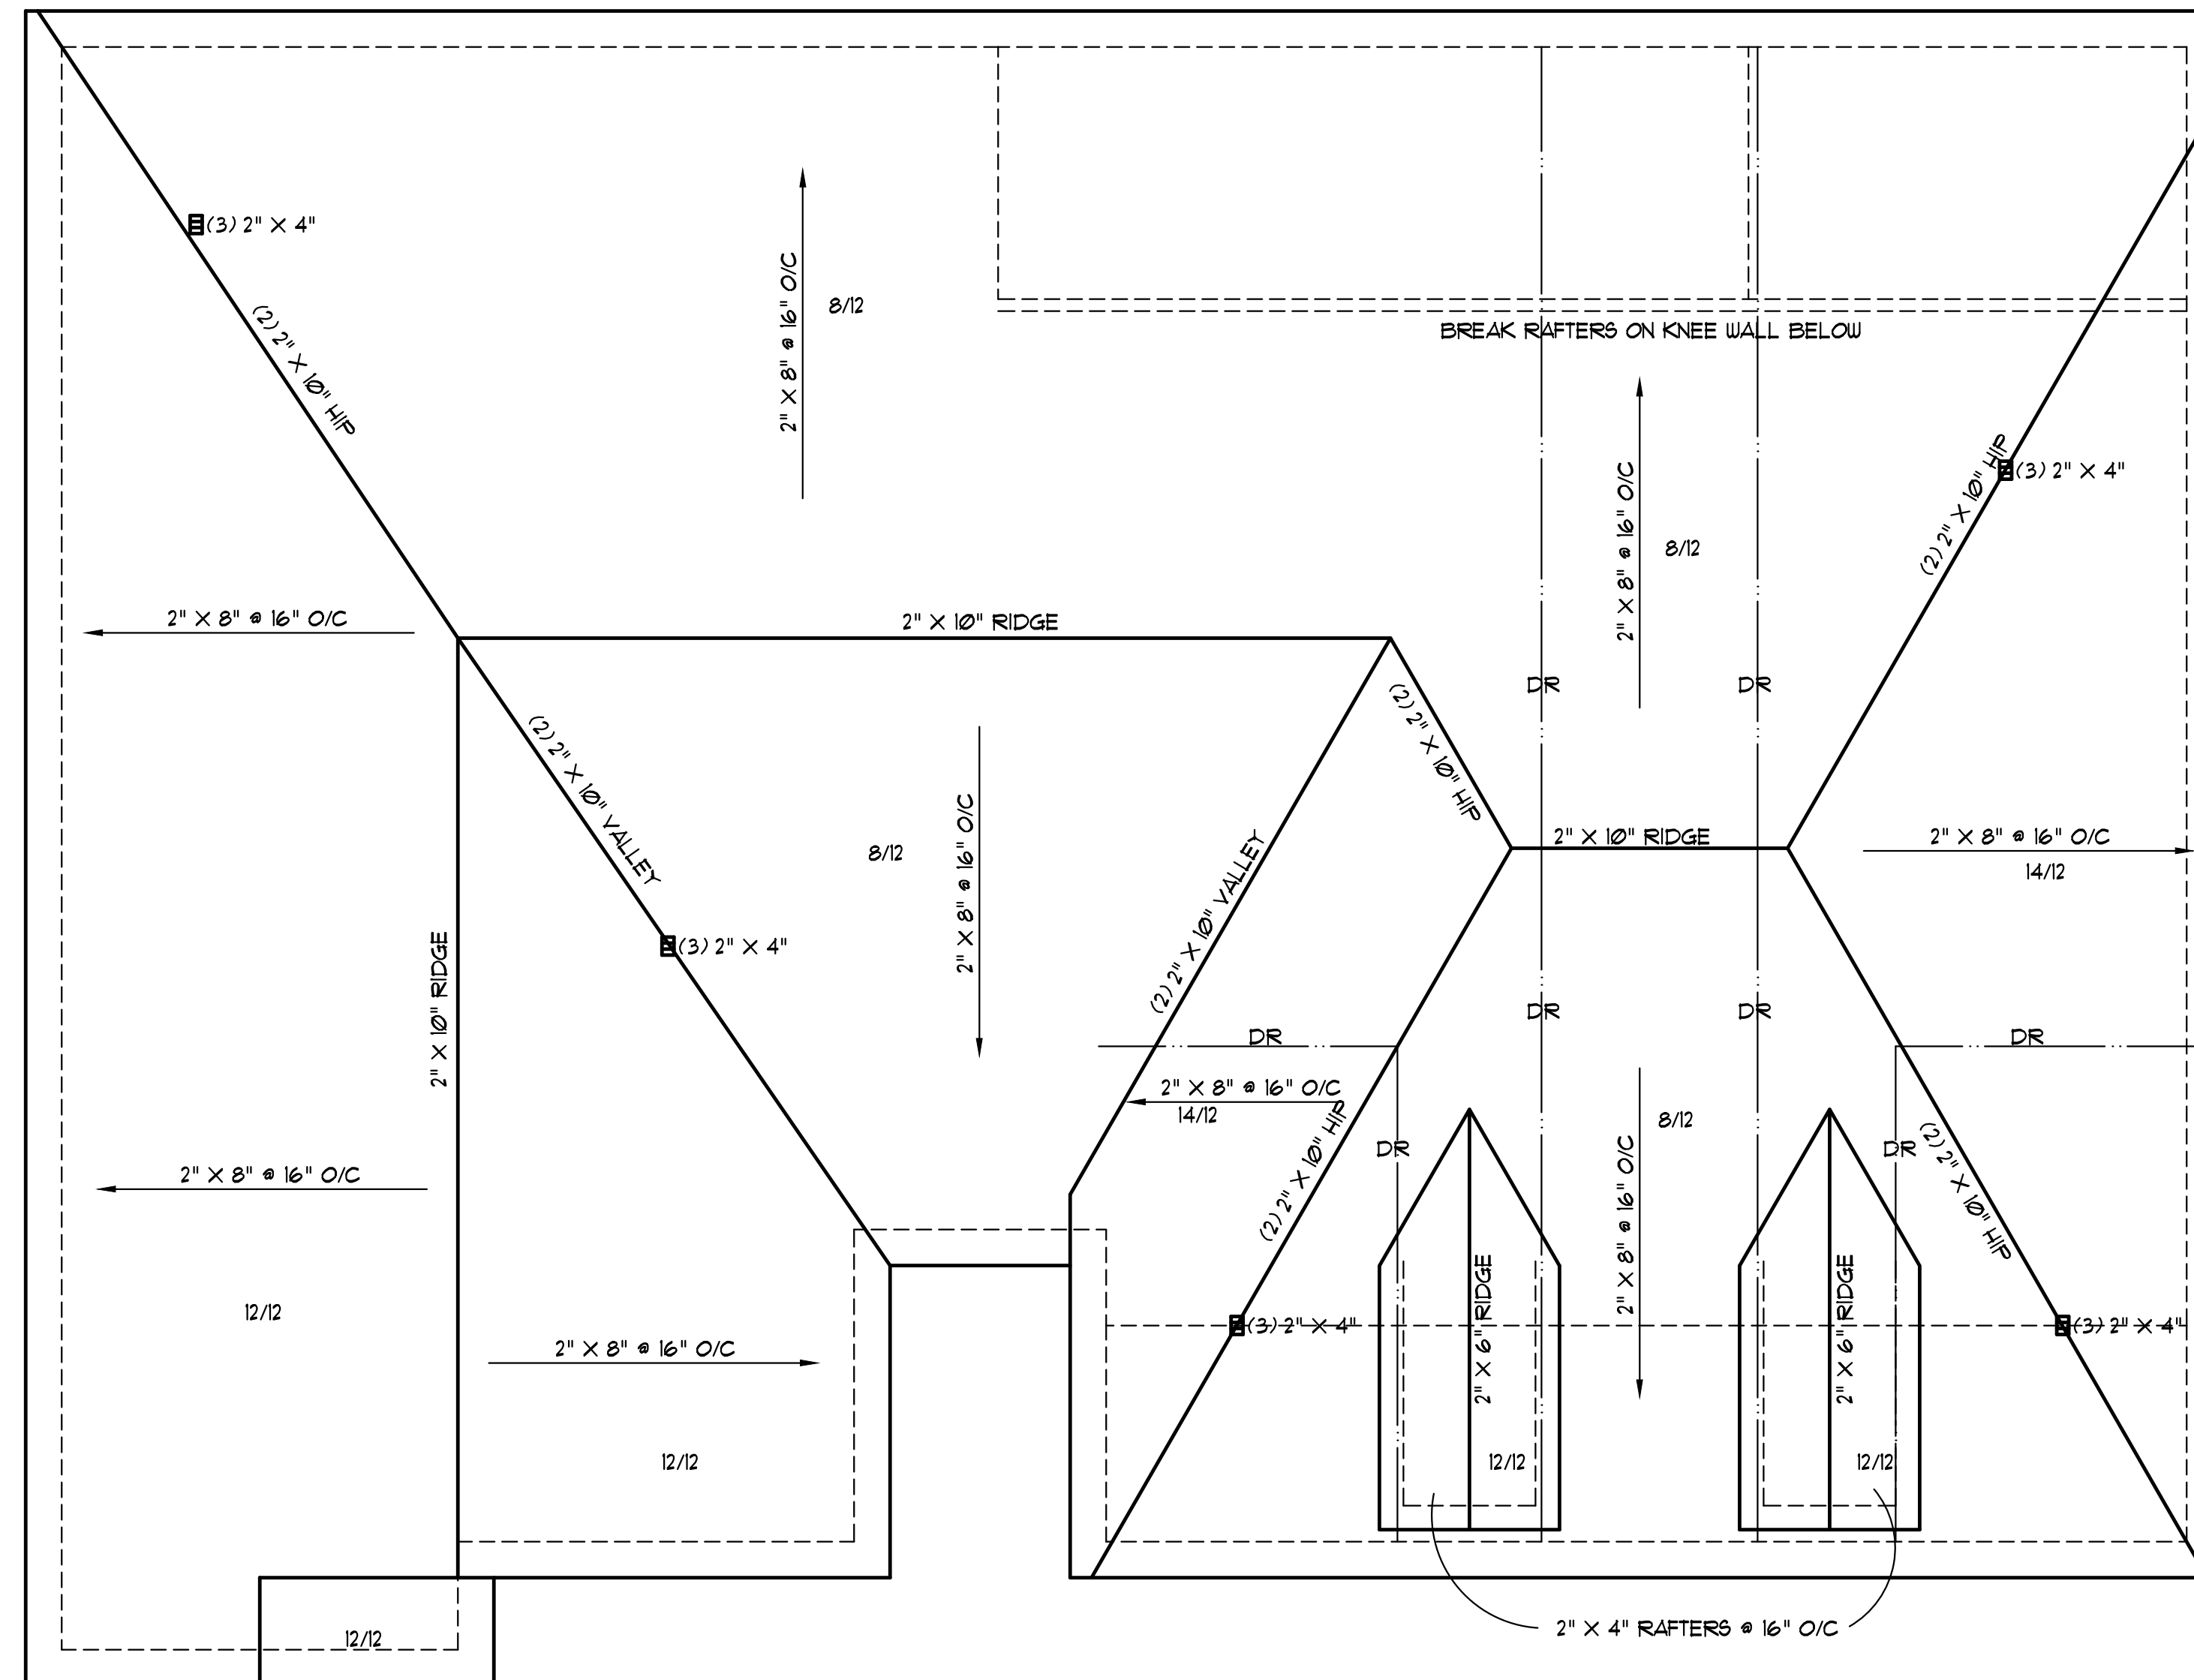 (3) 2" X 4"
(2) 2" X 10" HIP
2" X 8" @ 16" O/C
8/12
BREAK RAFTERS ON KNEE WALL BELOW
2" X 8" @ 16" O/C
8/12
(2) 2" X 10" HIP
(3) 2" X 4"
2" X 8" @ 16" O/C
2" X 10" RIDGE
(2) 2" X 10" HIP
DR
DR
(2) 2" X 10" VALLEY
8/12
2" X 8" @ 16" O/C
(2) 2" X 10" VALLEY
2" X 10" RIDGE
2" X 8" @ 16" O/C
14/12
2" X 10" RIDGE
(3) 2" X 4"
DR
DR
DR
DR
2" X 8" @ 16" O/C
14/12
(2) 2" X 10" HIP
DR
8/12
2" X 8" @ 16" O/C
DR
(2) 2" X 10" HIP
2" X 8" @ 16" O/C
12/12
2" X 8" @ 16" O/C
12/12
(3) 2" X 4"
2" X 6" RIDGE
12/12
2" X 6" RIDGE
12/12
(3) 2" X 4"
12/12
2" X 4" RAFTERS @ 16" O/C